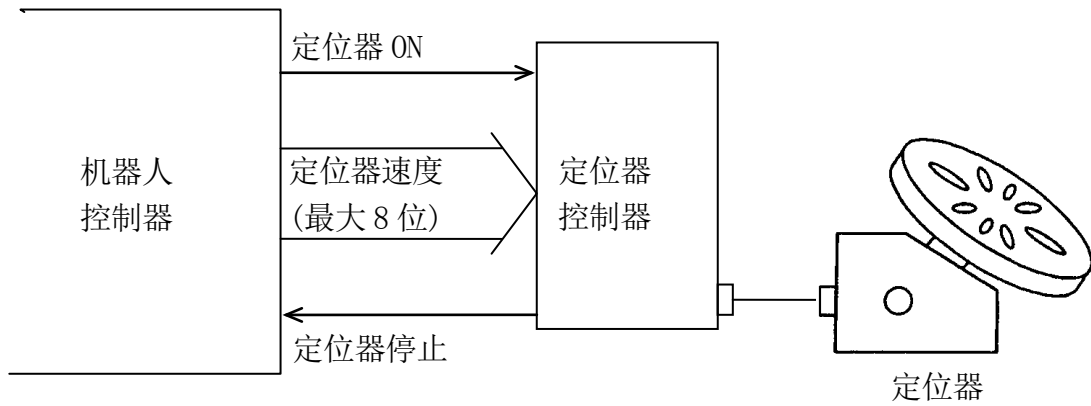 定位器 ON
机器人
控制器
定位器速度
(最大 8 位)
定位器
控制器
定位器停止
定位器